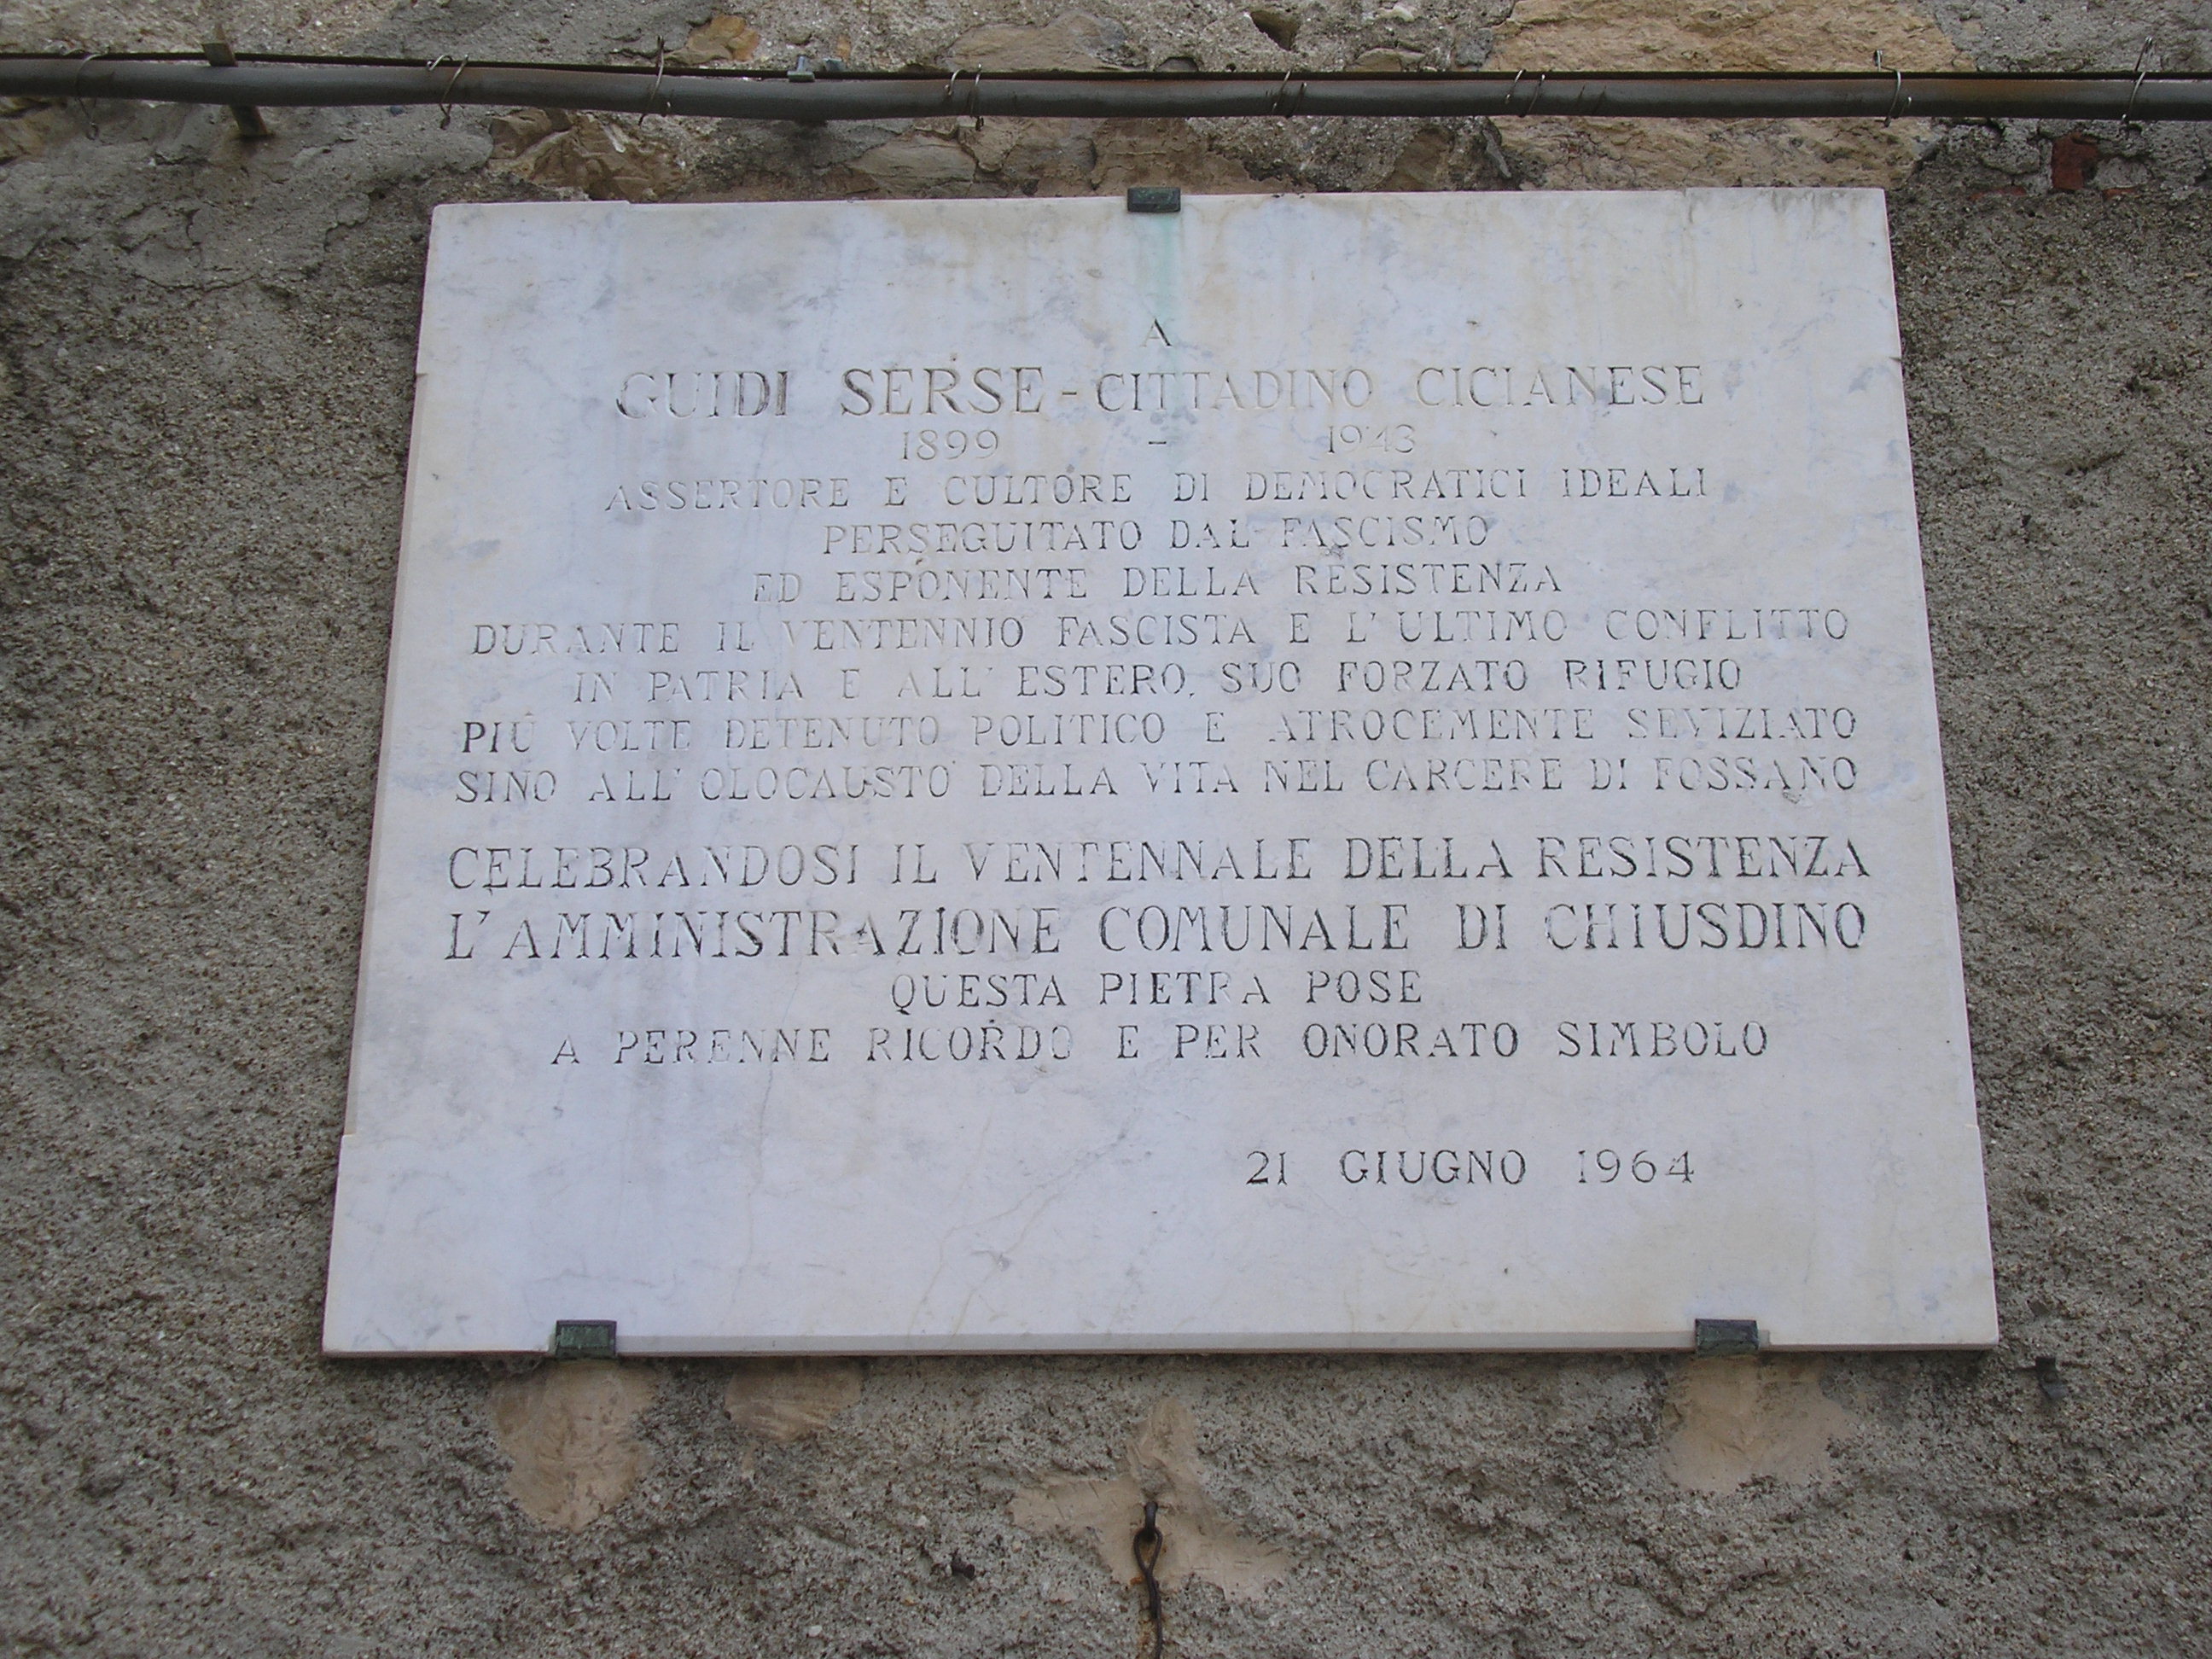 A
GUIDI SERSE - CITTADINO CICIANESE
1899 - 1943
ASSERTORE E CULTORE DI DEMOCRATICI IDEALI
PERSEGUITATO DAL FASCISMO
ED ESPONENTE DELLA RESISTENZA
DURANTE IL VENTENNIO FASCISTA E L'ULTIMO CONFLITTO
IN PATRIA E ALL'ESTERO, SUO FORZATO RIFUGIO
PIÙ VOLTE DETENUTO POLITICO E ATROCEMENTE SEVIZIATO
SINO ALL'OLOCAUSTO DELLA VITA NEL CARCERE DI FOSSANO
CELEBRANDOSI IL VENTENNALE DELLA RESISTENZA
L'AMMINISTRAZIONE COMUNALE DI CHIUSDINO
QUESTA PIETRA POSE
A PERENNE RICORDO E PER ONORATO SIMBOLO
21 GIUGNO 1964